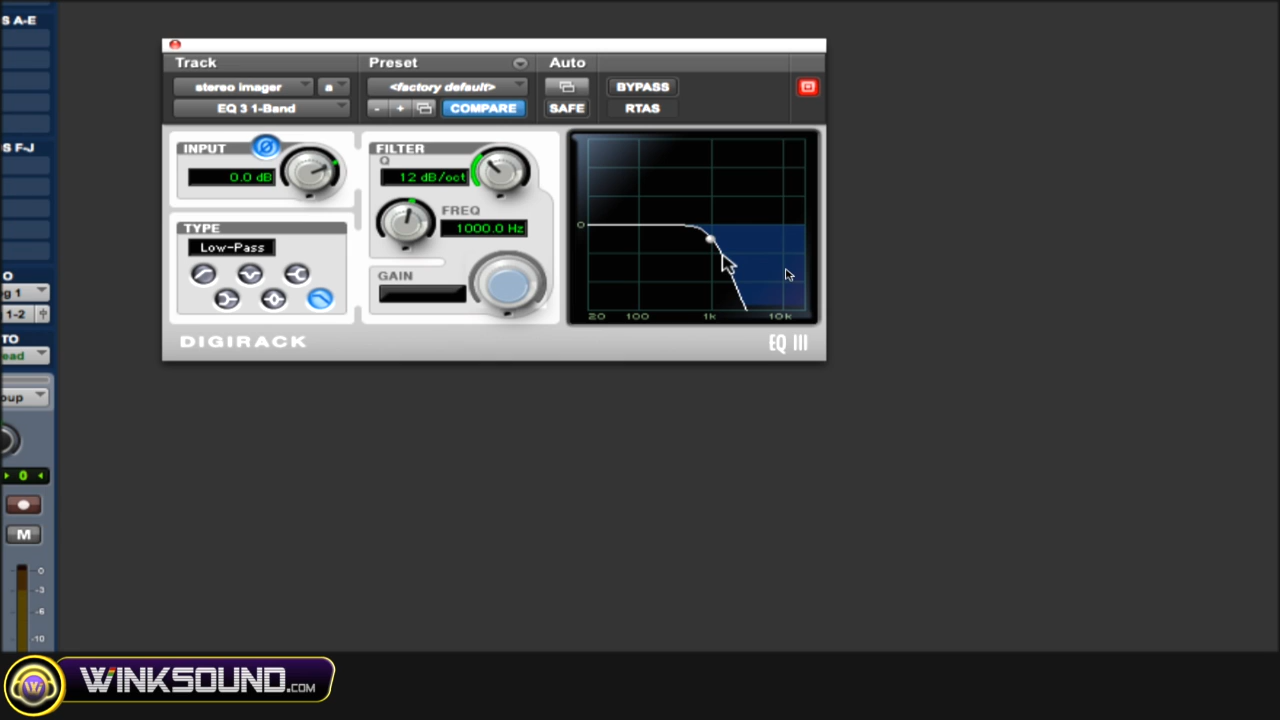 S A-E
S F-J
O
g 1
1-2
TO
ead
oup
0
M
0
-3
-6
-10
Track
Preset
Auto
stereo imager
a
<factory default>
BYPASS
EQ 3 1-Band
-
+
COMPARE
SAFE
RTAS
INPUT
Ø
0.0 dB
TYPE
Low-Pass
FILTER
Q
12 dB/oct
FREQ
1000.0 Hz
GAIN
0
20 100 1k 10k
DIGIRACK
EQ III
WINKSOUND.COM